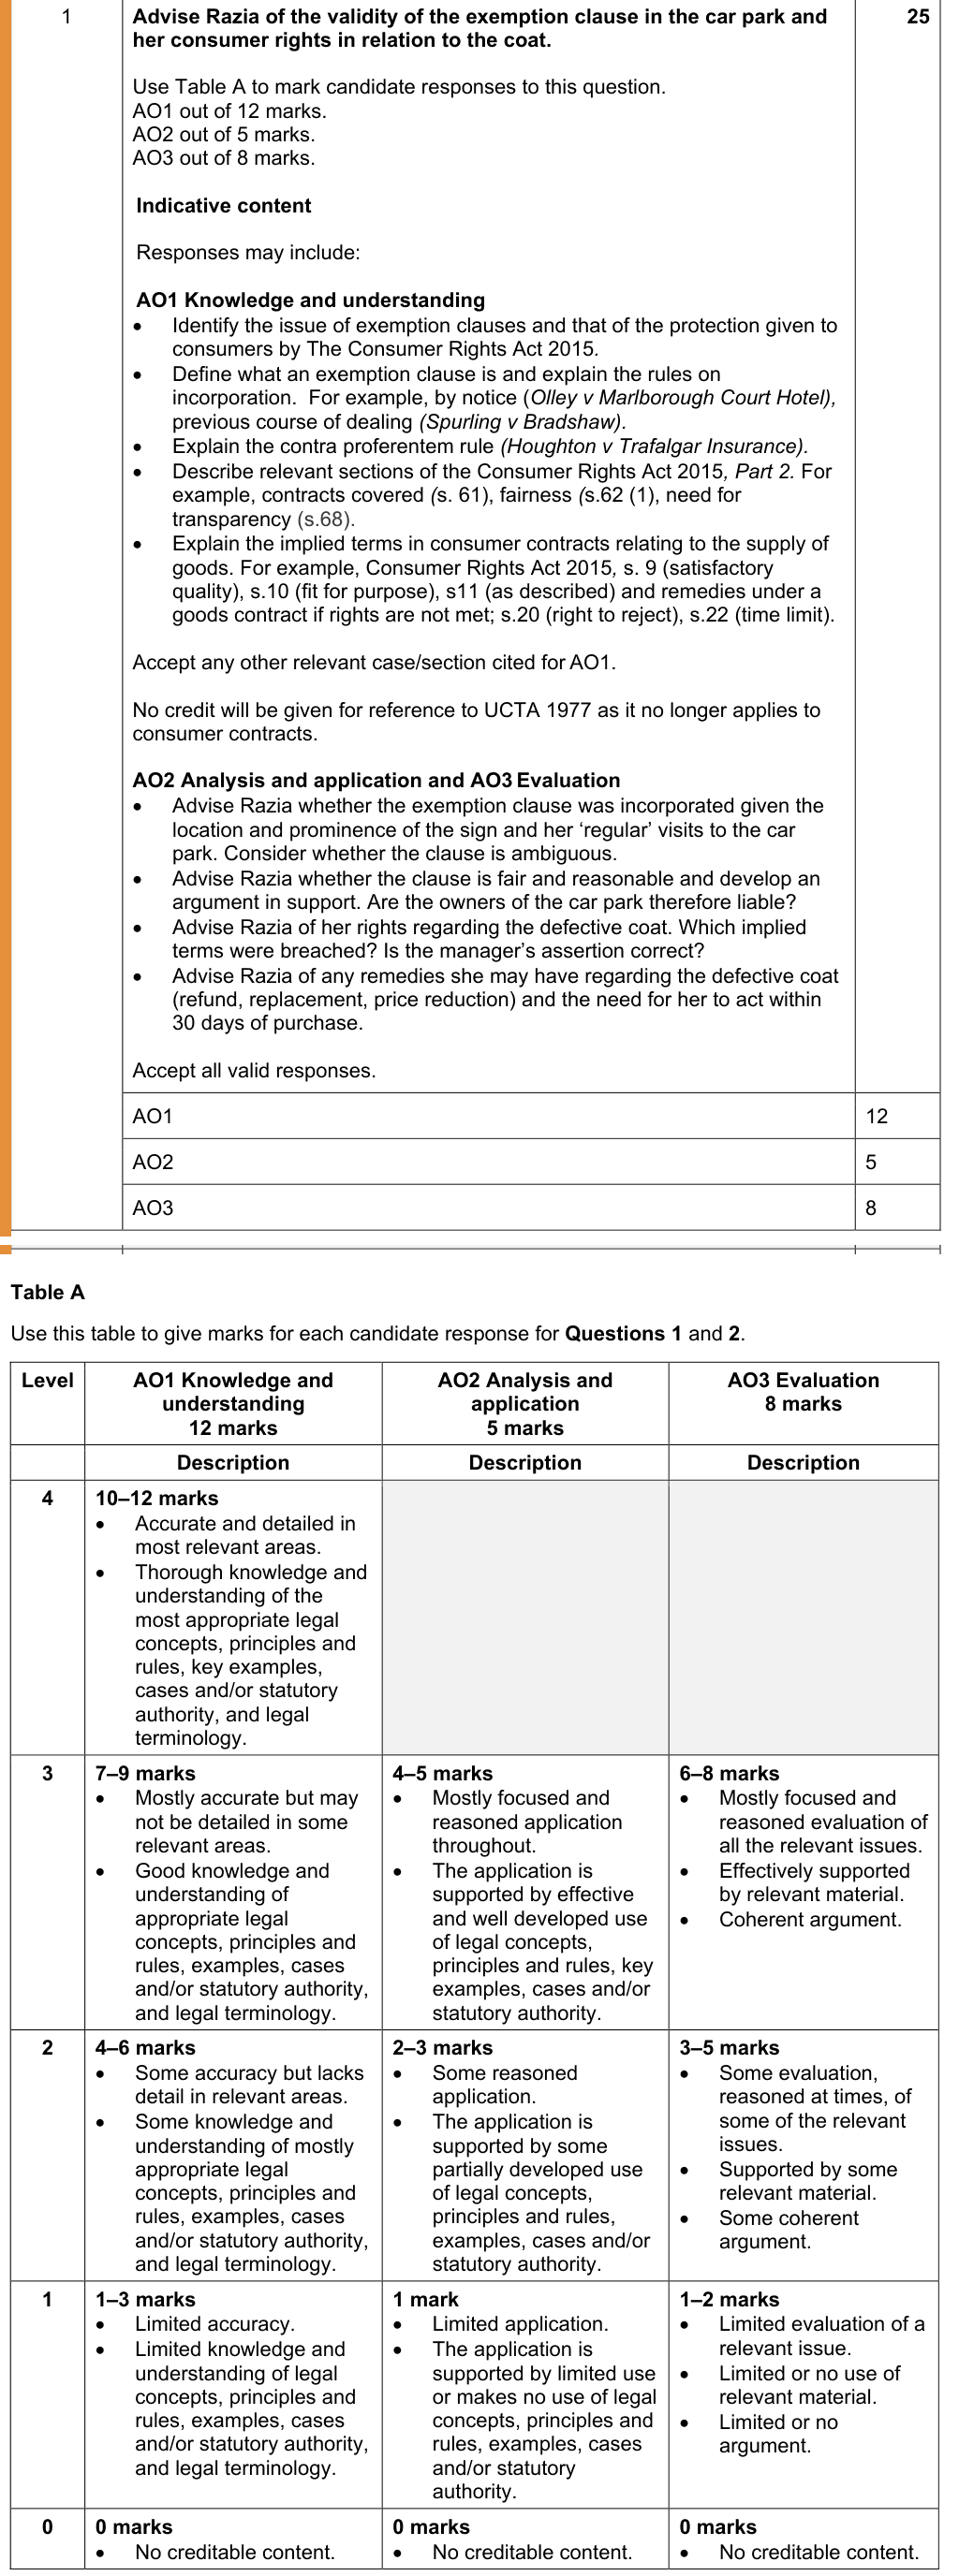 1
Advise Razia of the validity of the exemption clause in the car park and
her consumer rights in relation to the coat.
25
Use Table A to mark candidate responses to this question.
AO1 out of 12 marks.
AO2 out of 5 marks.
AO3 out of 8 marks.
Indicative content
Responses may include:
AO1 Knowledge and understanding
• Identify the issue of exemption clauses and that of the protection given to
consumers by The Consumer Rights Act 2015.
• Define what an exemption clause is and explain the rules on
incorporation. For example, by notice (Olley v Marlborough Court Hotel),
previous course of dealing (Spurling v Bradshaw).
• Explain the contra proferentem rule (Houghton v Trafalgar Insurance).
• Describe relevant sections of the Consumer Rights Act 2015, Part 2. For
example, contracts covered (s. 61), fairness (s.62 (1), need for
transparency (s.68).
• Explain the implied terms in consumer contracts relating to the supply of
goods. For example, Consumer Rights Act 2015, s. 9 (satisfactory
quality), s.10 (fit for purpose), s11 (as described) and remedies under a
goods contract if rights are not met; s.20 (right to reject), s.22 (time limit).
Accept any other relevant case/section cited for AO1.
No credit will be given for reference to UCTA 1977 as it no longer applies to
consumer contracts.
AO2 Analysis and application and AO3 Evaluation
• Advise Razia whether the exemption clause was incorporated given the
location and prominence of the sign and her ‘regular’ visits to the car
park. Consider whether the clause is ambiguous.
• Advise Razia whether the clause is fair and reasonable and develop an
argument in support. Are the owners of the car park therefore liable?
• Advise Razia of her rights regarding the defective coat. Which implied
terms were breached? Is the manager’s assertion correct?
• Advise Razia of any remedies she may have regarding the defective coat
(refund, replacement, price reduction) and the need for her to act within
30 days of purchase.
Accept all valid responses.
AO1 12
AO2 5
AO3 8
Table A
Use this table to give marks for each candidate response for Questions 1 and 2.
Level
AO1 Knowledge and
understanding
12 marks
AO2 Analysis and
application
5 marks
AO3 Evaluation
8 marks
Description
Description
Description
4
10–12 marks
• Accurate and detailed in
most relevant areas.
• Thorough knowledge and
understanding of the
most appropriate legal
concepts, principles and
rules, key examples,
cases and/or statutory
authority, and legal
terminology.
3
7–9 marks
• Mostly accurate but may
not be detailed in some
relevant areas.
• Good knowledge and
understanding of
appropriate legal
concepts, principles and
rules, examples, cases
and/or statutory authority,
and legal terminology.
4–5 marks
• Mostly focused and
reasoned application
throughout.
• The application is
supported by effective
and well developed use
of legal concepts,
principles and rules, key
examples, cases and/or
statutory authority.
6–8 marks
• Mostly focused and
reasoned evaluation of
all the relevant issues.
• Effectively supported
by relevant material.
• Coherent argument.
2
4–6 marks
• Some accuracy but lacks
detail in relevant areas.
• Some knowledge and
understanding of mostly
appropriate legal
concepts, principles and
rules, examples, cases
and/or statutory authority,
and legal terminology.
2–3 marks
• Some reasoned
application.
• The application is
supported by some
partially developed use
of legal concepts,
principles and rules,
examples, cases and/or
statutory authority.
3–5 marks
• Some evaluation,
reasoned at times, of
some of the relevant
issues.
• Supported by some
relevant material.
• Some coherent
argument.
1
1–3 marks
• Limited accuracy.
• Limited knowledge and
understanding of legal
concepts, principles and
rules, examples, cases
and/or statutory authority,
and legal terminology.
1 mark
• Limited application.
• The application is
supported by limited use
or makes no use of legal
concepts, principles and
rules, examples, cases
and/or statutory
authority.
1–2 marks
• Limited evaluation of a
relevant issue.
• Limited or no use of
relevant material.
• Limited or no
argument.
0
0 marks
• No creditable content.
0 marks
• No creditable content.
0 marks
• No creditable content.